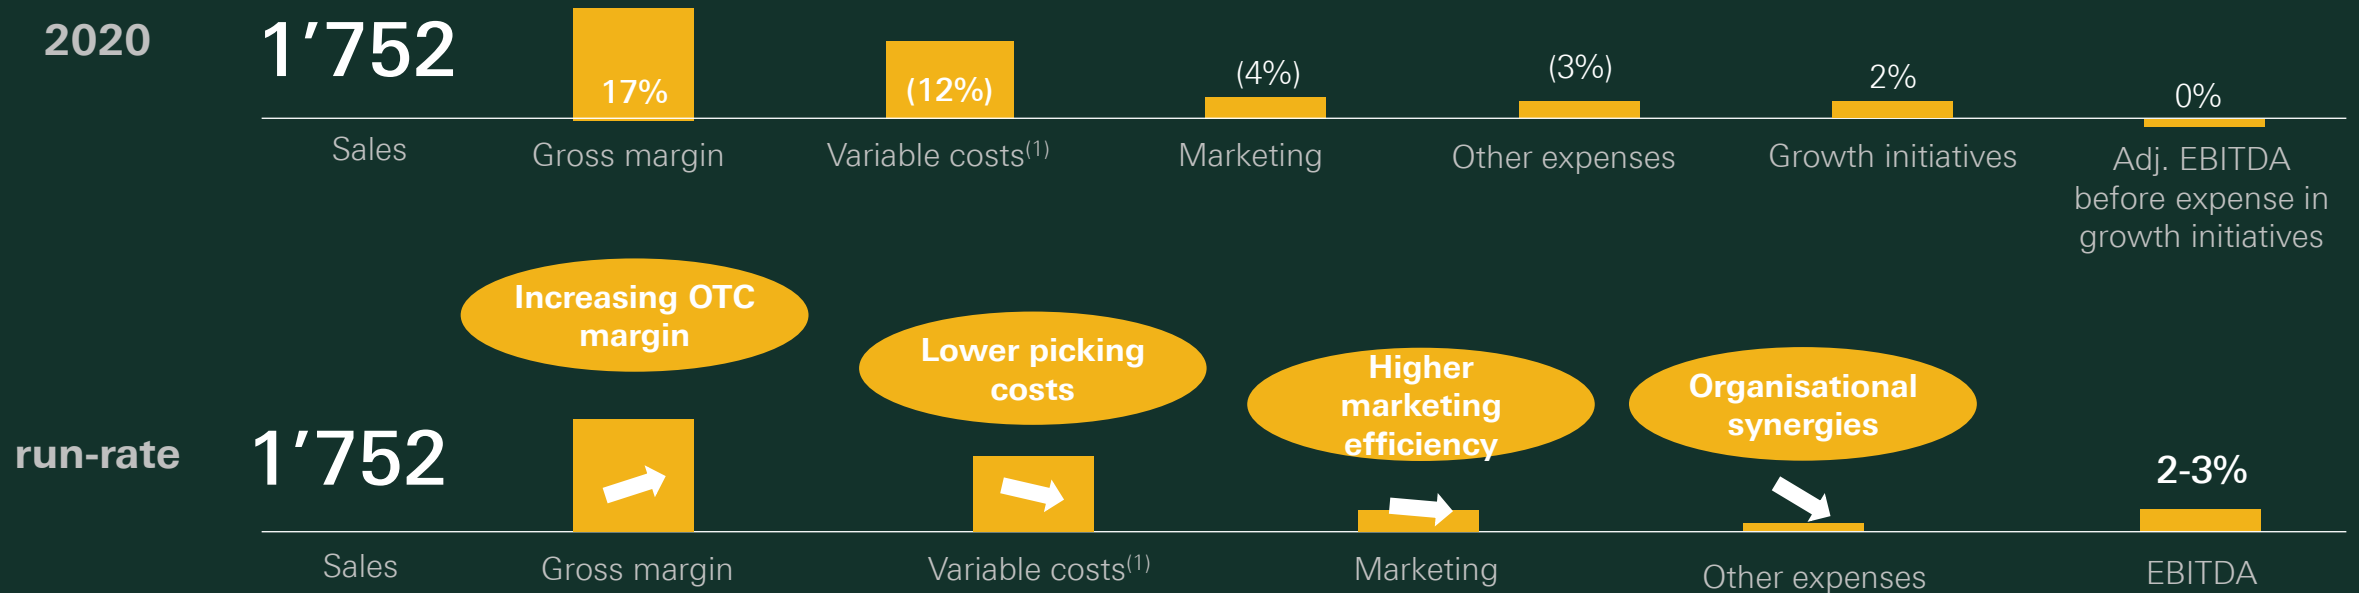 2020
1’752
17%
(12%)
(4%)
(3%)
2%
0%
Sales
Gross margin
Variable costs(1)
Marketing
Other expenses
Growth initiatives
Adj. EBITDA
before expense in
growth initiatives
Increasing OTC
margin
Lower picking
costs
Higher
marketing
efficiency
Organisational
synergies
run-rate
1’752
2-3%
Sales
Gross margin
Variable costs(1)
Marketing
Other expenses
EBITDA